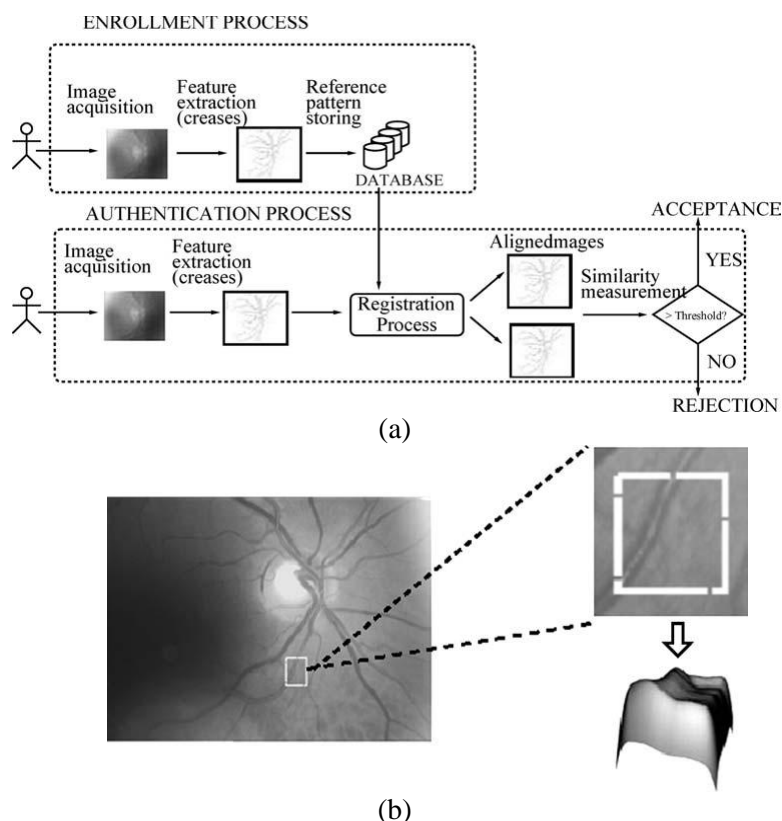 ENROLLMENT PROCESS
Image
acquisition
Feature
extraction
(creases)
Reference
pattern
storing
DATABASE
AUTHENTICATION PROCESS
Image
acquisition
Feature
extraction
(creases)
Registration
Process
Alignedmages
Similarity
measurement
> Threshold?
ACCEPTANCE
YES
NO
REJECTION
(a)
(b)